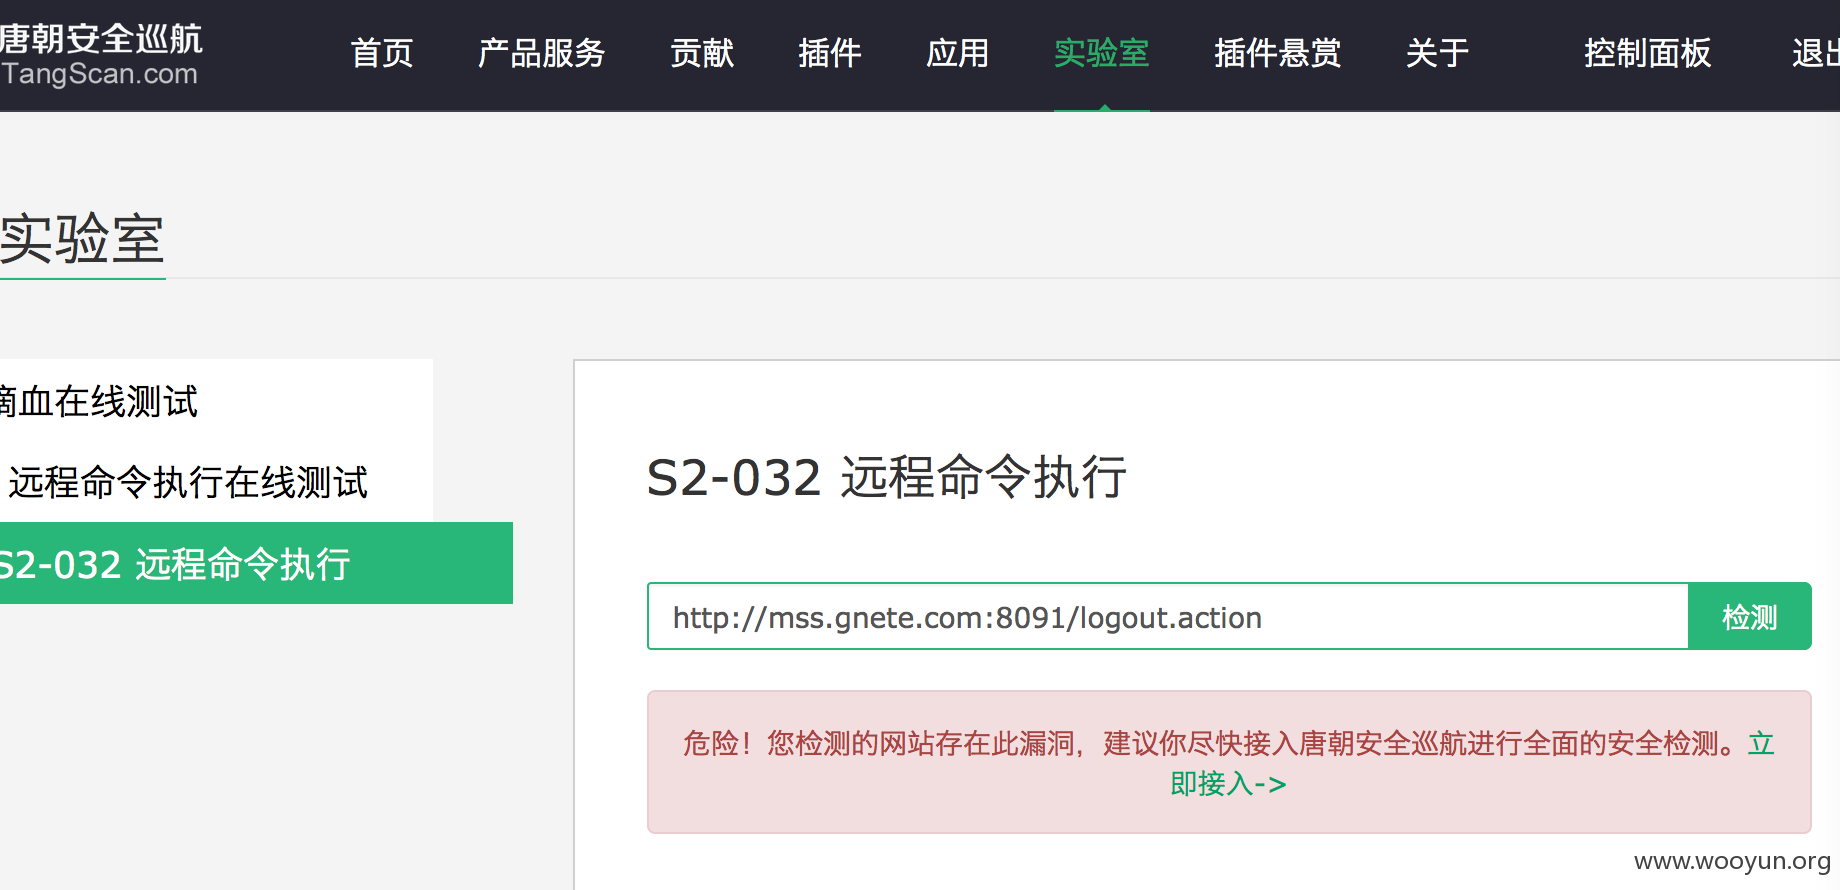 唐朝安全巡航
TangScan.com
首页 产品服务 贡献 插件 应用 实验室 插件悬赏 关于 控制面板 退出
实验室
滴血在线测试
远程命令执行在线测试
S2-032 远程命令执行
S2-032 远程命令执行
http://mss.gnete.com:8091/logout.action 检测
危险！您检测的网站存在此漏洞，建议你尽快接入唐朝安全巡航进行全面的安全检测。立
即接入->
www.wooyun.org